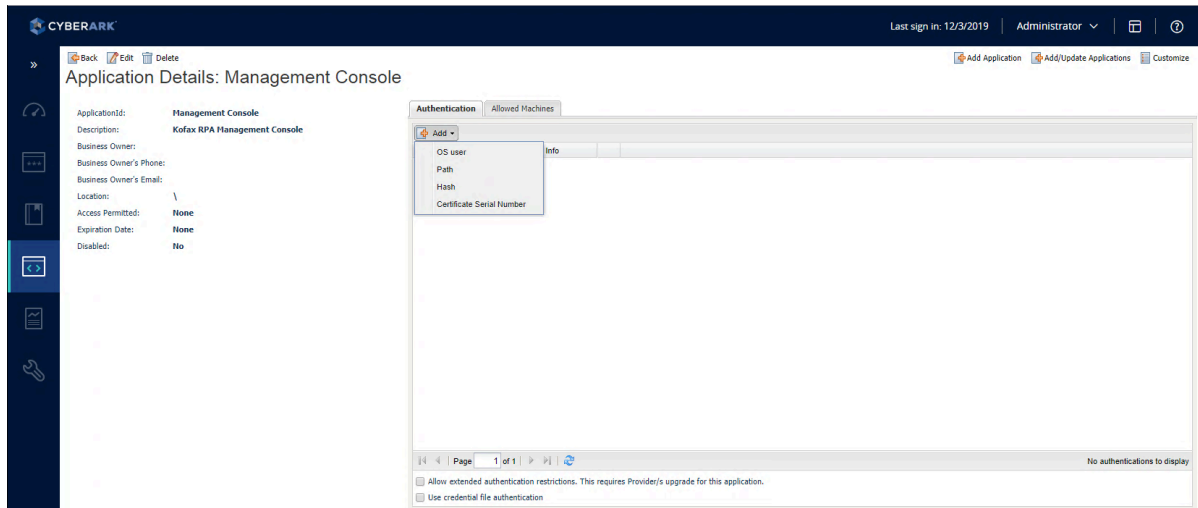 CYBERARK
Last sign in: 12/3/2019
Administrator
Back Edit Delete
Add Application Add/Update Applications Customize
Application Details: Management Console
ApplicationId: Management Console
Description: Kofax RPA Management Console
Business Owner:
Business Owner's Phone:
Business Owner's Email:
Location: \
Access Permitted: None
Expiration Date: None
Disabled: No
Authentication Allowed Machines
Add
Info
OS user
Path
Hash
Certificate Serial Number
Page 1 of 1
No authentications to display
Allow extended authentication restrictions. This requires Provider/s upgrade for this application.
Use credential file authentication